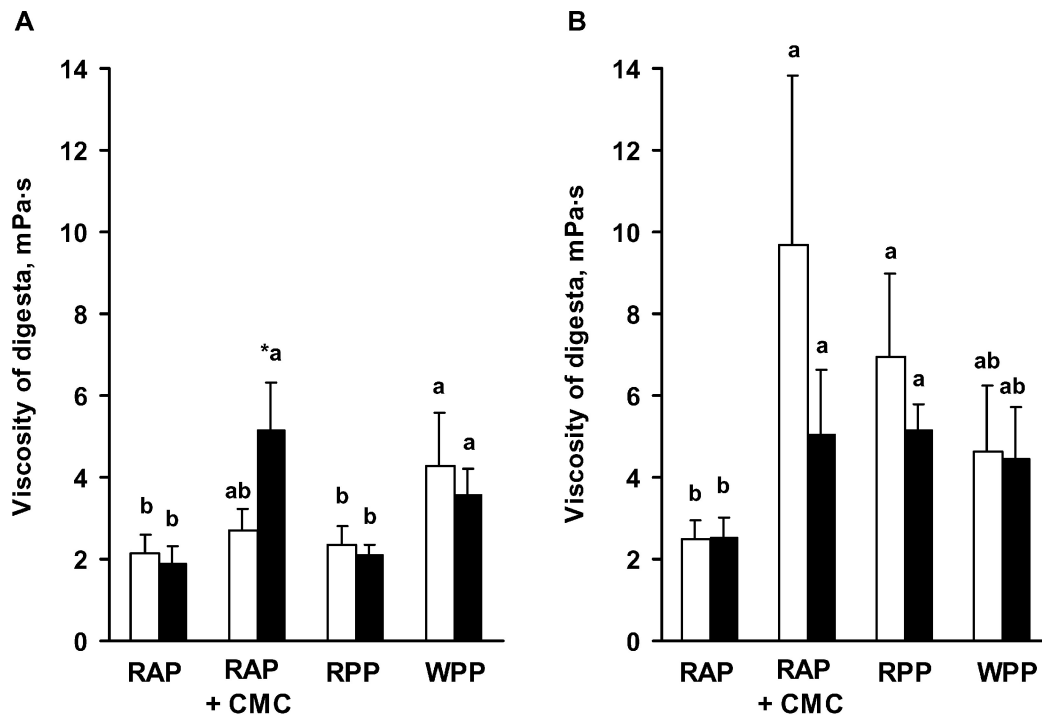 A
Viscosity of digesta, mPa·s
14
12
10
8
6
4
2
0
b
b
ab
*a
b
b
a
a
RAP
RAP
+ CMC
RPP
WPP
B
Viscosity of digesta, mPa·s
14
12
10
8
6
4
2
0
b
b
a
a
a
a
ab
ab
RAP
RAP
+ CMC
RPP
WPP